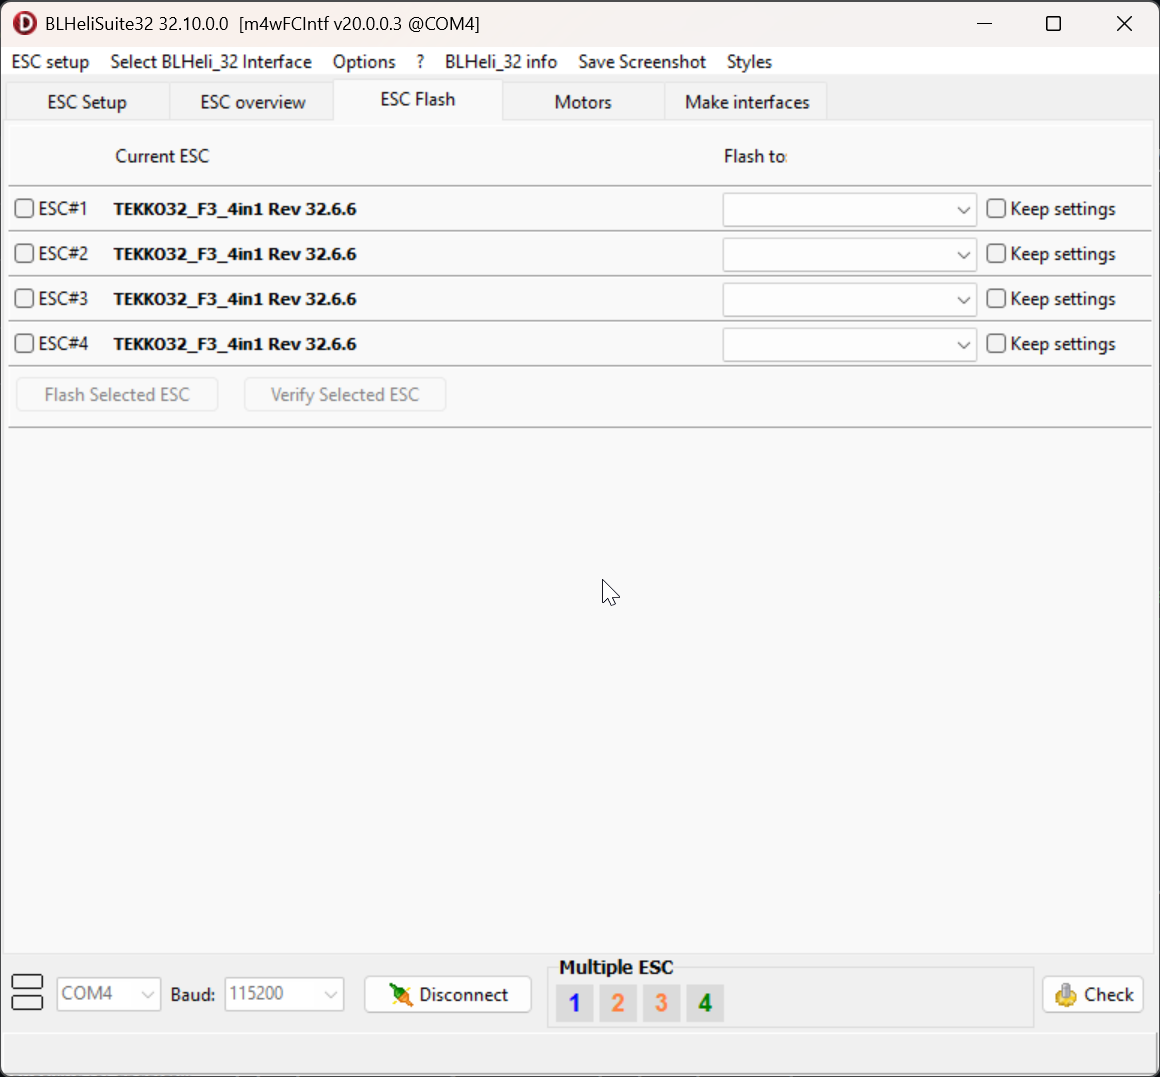 BLHeliSuite32 32.10.0.0 [m4wFCIntf v20.0.0.3 @COM4]
ESC setup Select BLHeli_32 Interface Options ? BLHeli_32 info Save Screenshot Styles
ESC Setup ESC overview ESC Flash Motors Make interfaces
Current ESC Flash to:
ESC#1 TEKKO32_F3_4in1 Rev 32.6.6 Keep settings
ESC#2 TEKKO32_F3_4in1 Rev 32.6.6 Keep settings
ESC#3 TEKKO32_F3_4in1 Rev 32.6.6 Keep settings
ESC#4 TEKKO32_F3_4in1 Rev 32.6.6 Keep settings
Flash Selected ESC Verify Selected ESC
Multiple ESC
COM4 Baud: 115200 Disconnect 1 2 3 4 Check